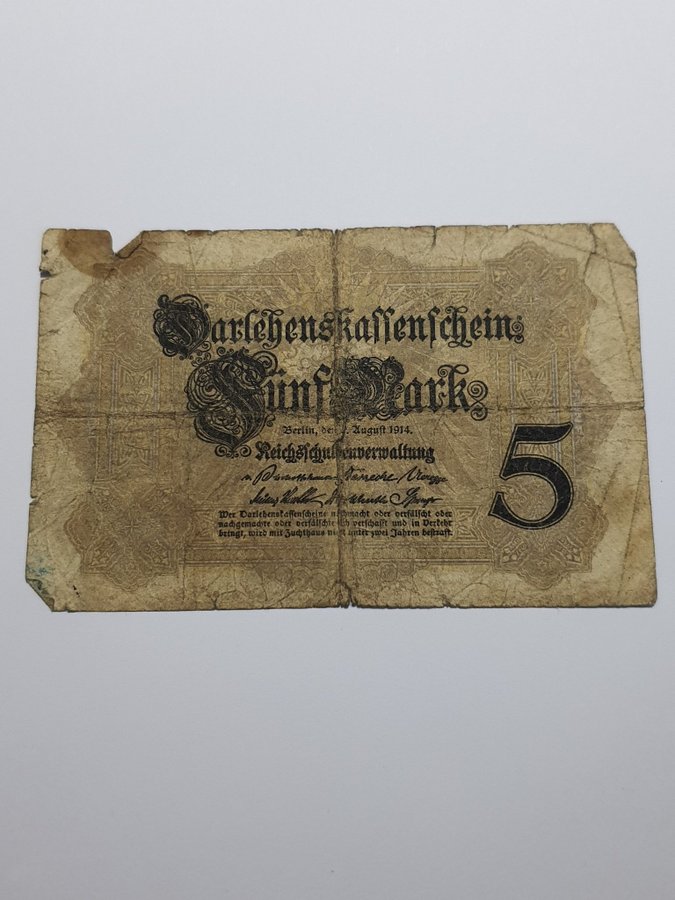 Darlehenskassenschein
Fünf Mark
Berlin, den August 1914.
Reichsschuldenverwaltung
Wer Darlehenskassenscheine nachmacht oder verfälscht oder
nachgemachte oder verfälschte sich verschafft und in Verkehr
bringt, wird mit Zuchthaus nicht unter zwei Jahren bestraft.
5